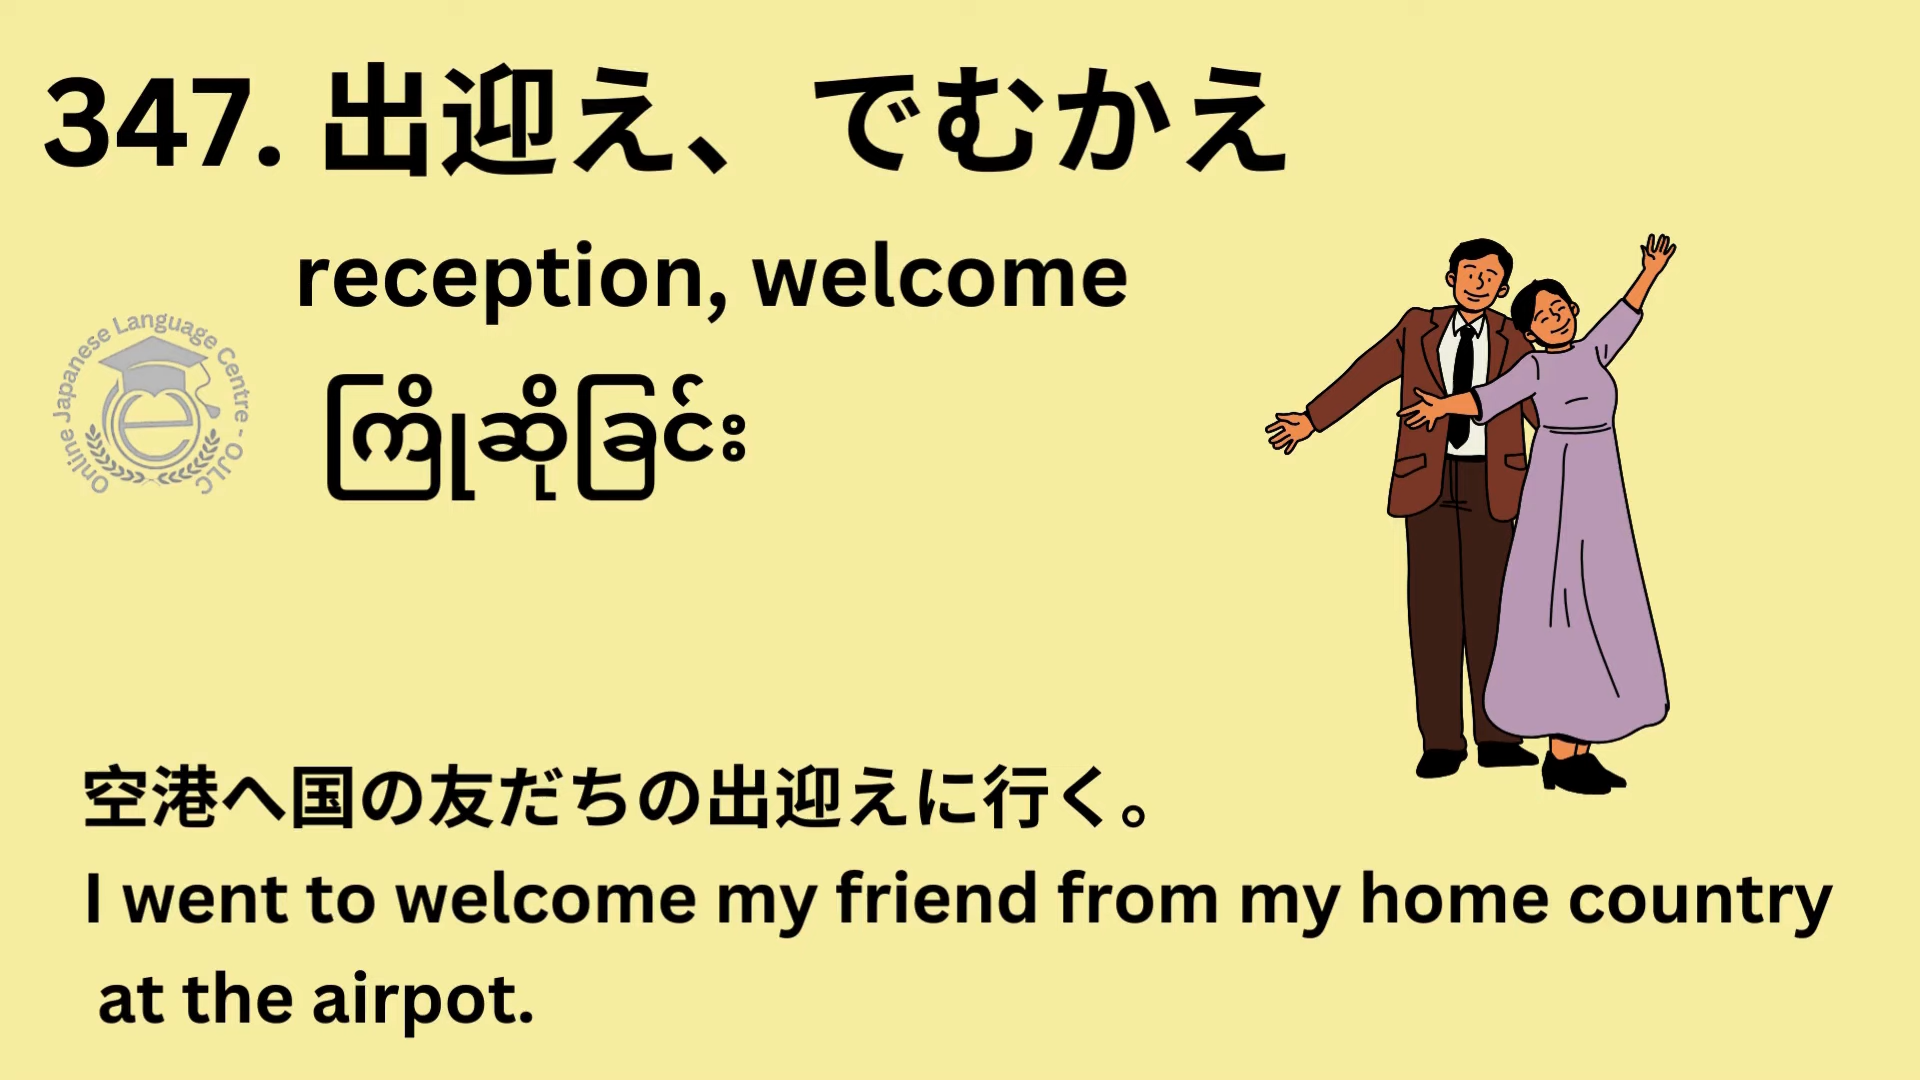 347. 出迎え、でむかえ
reception, welcome
ကြိုဆိုခြင်း
Online Japanese Language Centre - OJLC
空港へ国の友だちの出迎えに行く。
I went to welcome my friend from my home country
at the airpot.